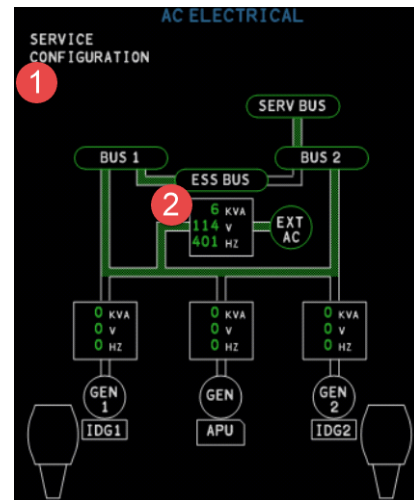 AC ELECTRICAL
SERVICE
CONFIGURATION
1
SERV BUS
BUS 1
BUS 2
ESS BUS
2
6 KVA
114 V
401 HZ
EXT
AC
0 KVA
0 V
0 HZ
0 KVA
0 V
0 HZ
0 KVA
0 V
0 HZ
GEN
1
GEN
GEN
2
IDG1
APU
IDG2